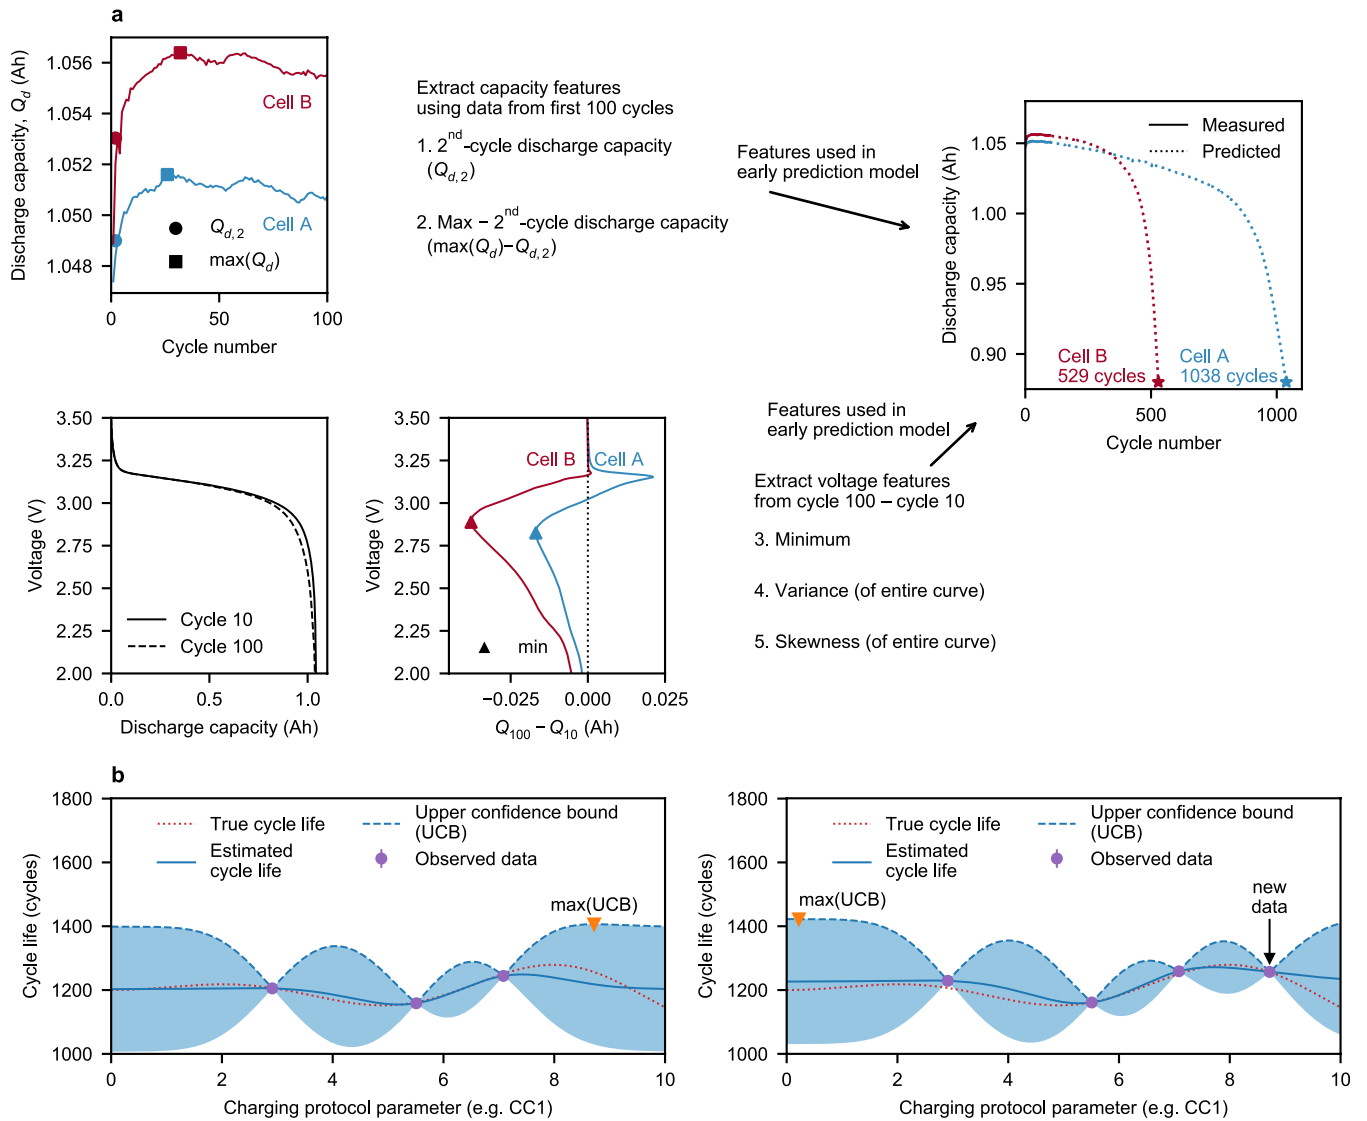 a
Discharge capacity, Qd (Ah)
1.056
1.054
1.052
1.050
1.048
Cell B
Cell A
Qd,2
max(Qd)
0
50
100
Cycle number
Extract capacity features
using data from first 100 cycles
1. 2nd-cycle discharge capacity
(Qd,2)
2. Max − 2nd-cycle discharge capacity
(max(Qd)−Qd,2)
Features used in
early prediction model
Discharge capacity (Ah)
1.05
1.00
0.95
0.90
Measured
Predicted
Cell B
529 cycles
Cell A
1038 cycles
0
500
1000
Cycle number
Voltage (V)
3.50
3.25
3.00
2.75
2.50
2.25
2.00
Cycle 10
Cycle 100
0.0
0.5
1.0
Discharge capacity (Ah)
Voltage (V)
3.50
3.25
3.00
2.75
2.50
2.25
2.00
Cell B
Cell A
min
−0.025
0.000
0.025
Q100 − Q10 (Ah)
Features used in
early prediction model
Extract voltage features
from cycle 100 – cycle 10
3. Minimum
4. Variance (of entire curve)
5. Skewness (of entire curve)
b
Cycle life (cycles)
1800
1600
1400
1200
1000
True cycle life
Estimated
cycle life
Upper confidence bound
(UCB)
Observed data
max(UCB)
0
2
4
6
8
10
Charging protocol parameter (e.g. CC1)
Cycle life (cycles)
1800
1600
1400
1200
1000
True cycle life
Estimated
cycle life
Upper confidence bound
(UCB)
Observed data
max(UCB)
new
data
0
2
4
6
8
10
Charging protocol parameter (e.g. CC1)